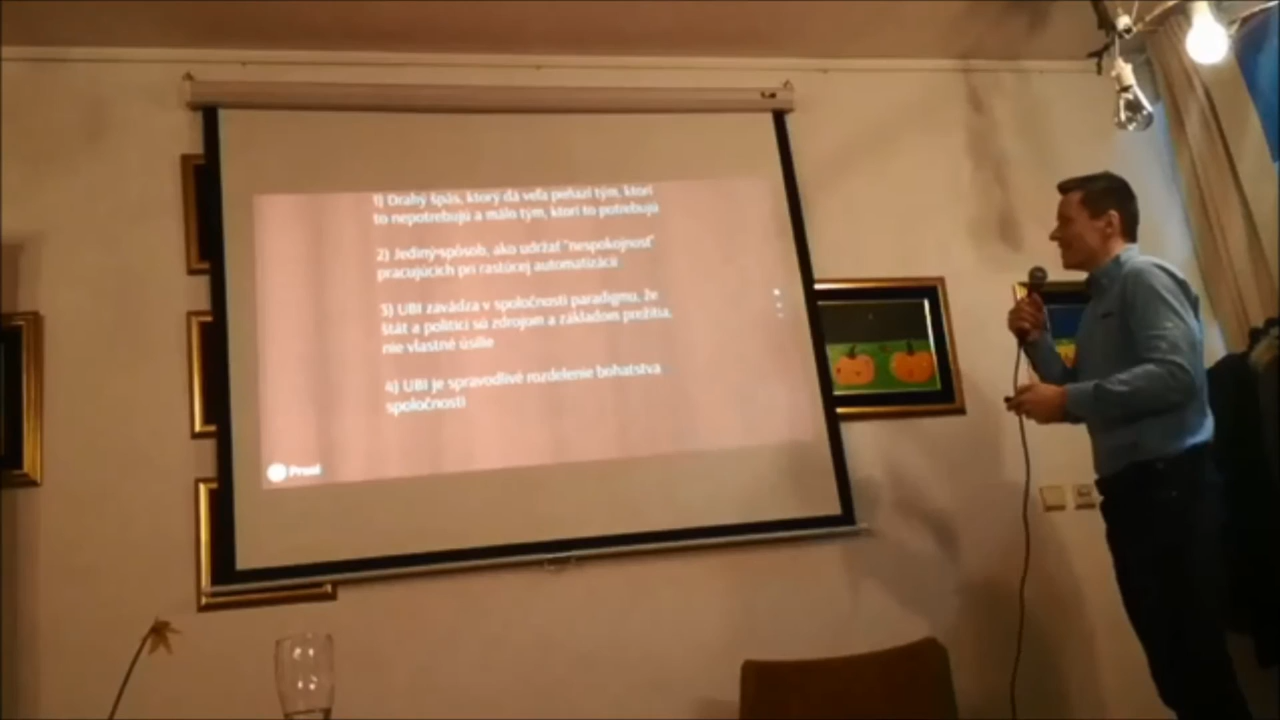 1) Drahý špás, ktorý dá veľa peňazí tým, ktorí
to nepotrebujú a málo tým, ktorí to potrebujú
2) Jediný spôsob, ako udržať "nespokojnosť"
pracujúcich pri rastúcej automatizácii
3) UBI zavádza v spoločnosti paradigmu, že
štát a politici sú zdrojom a základom prežitia,
nie vlastné úsilie
4) UBI je spravodlivé rozdelenie bohatstva
spoločnosti
Prezi